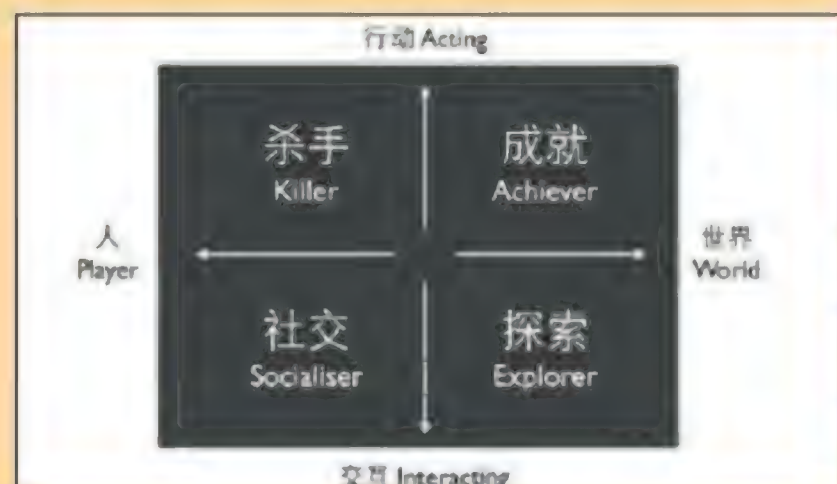 行动 Acting
杀手
Killer
成就
Achiever
人
Player
世界
World
社交
Socialiser
探索
Explorer
交互 Interacting